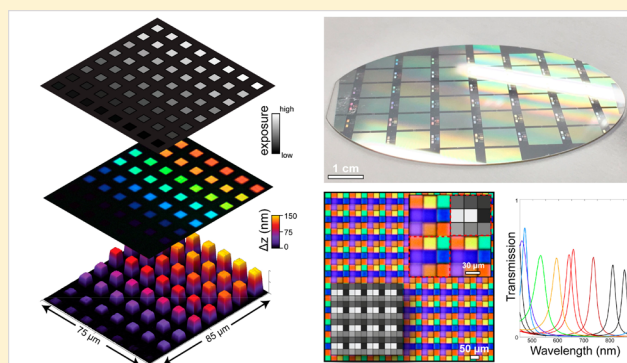 high
exposure
low
Δz (nm)
150
75
0
75 µm
85 µm
1 cm
30 µm
50 µm
1
Transmission
0
500
600
700
800
Wavelength (nm)